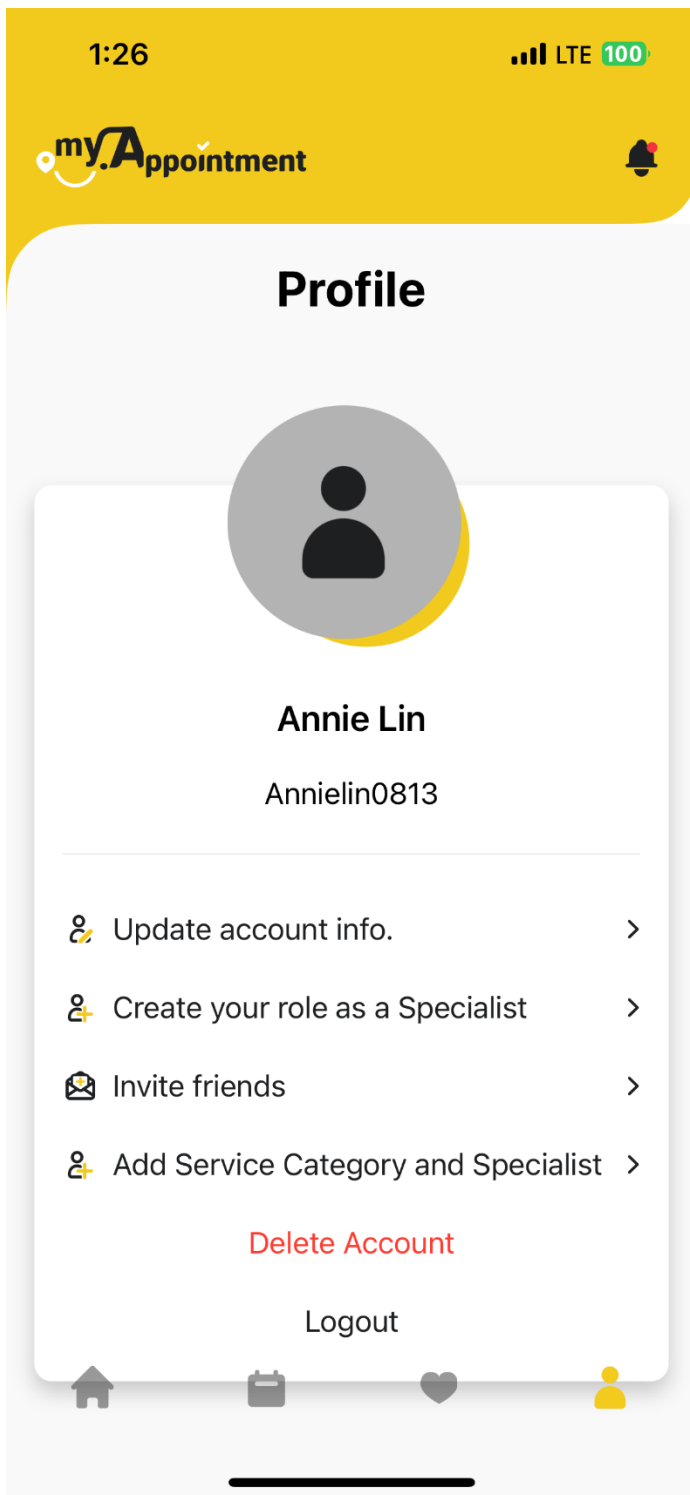 1:26
LTE 100
my.Appointment
Profile
Annie Lin
Annielin0813
Update account info.
Create your role as a Specialist
Invite friends
Add Service Category and Specialist
Delete Account
Logout